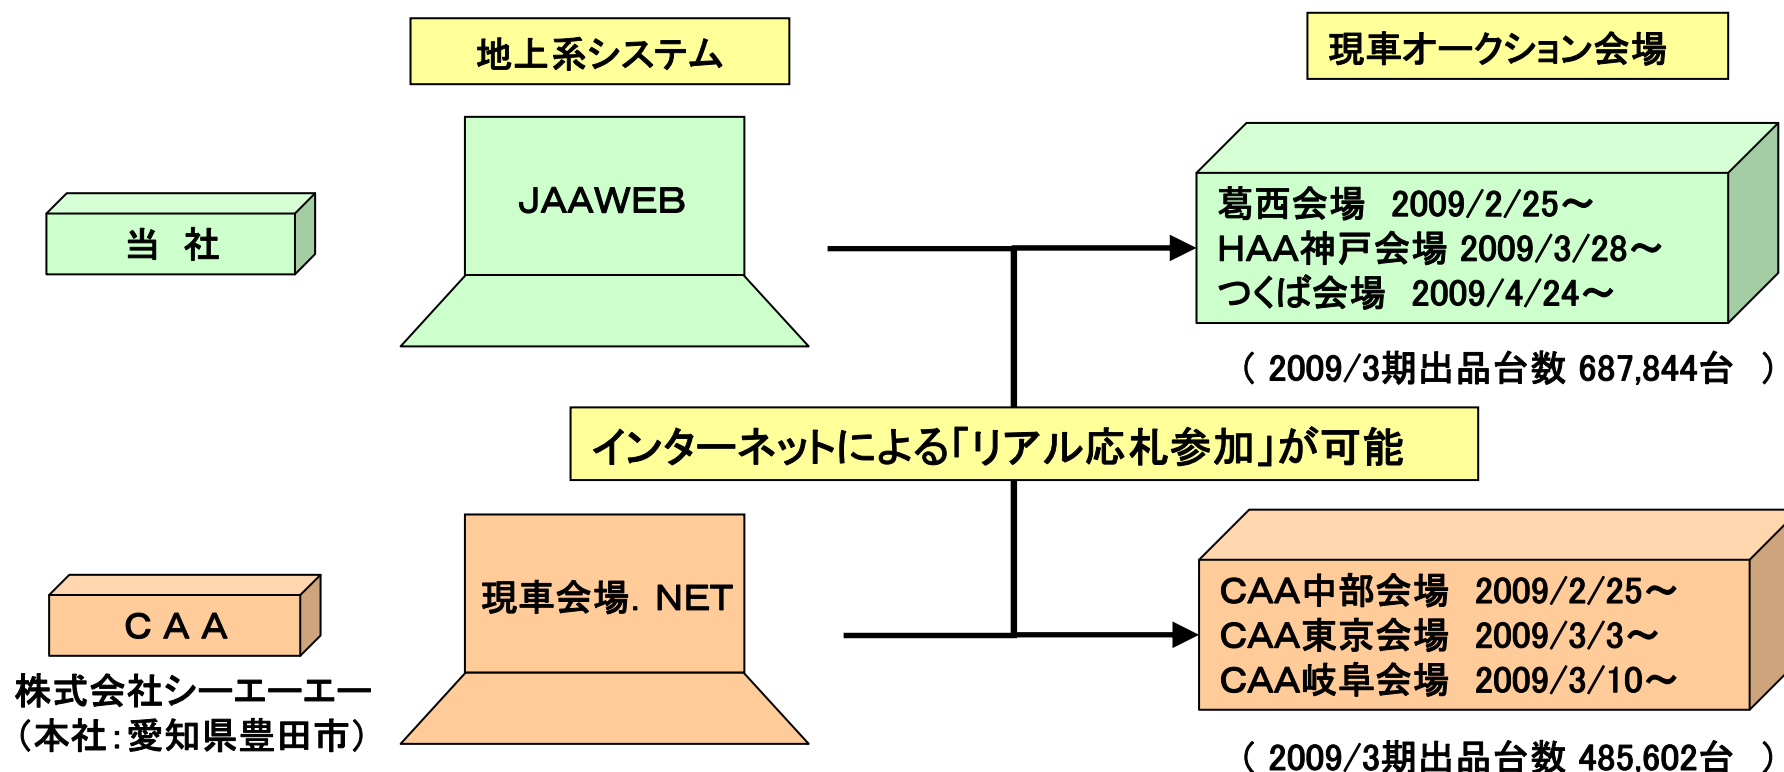 地上系システム
現車オークション会場
当 社
JAAWEB
葛西会場 2009/2/25～
HAA神戸会場 2009/3/28～
つくば会場 2009/4/24～
（ 2009/3期出品台数 687,844台 ）
インターネットによる「リアル応札参加」が可能
ＣＡＡ
株式会社シーエーエー
（本社：愛知県豊田市）
現車会場．NET
CAA中部会場 2009/2/25～
CAA東京会場 2009/3/3～
CAA岐阜会場 2009/3/10～
（ 2009/3期出品台数 485,602台 ）